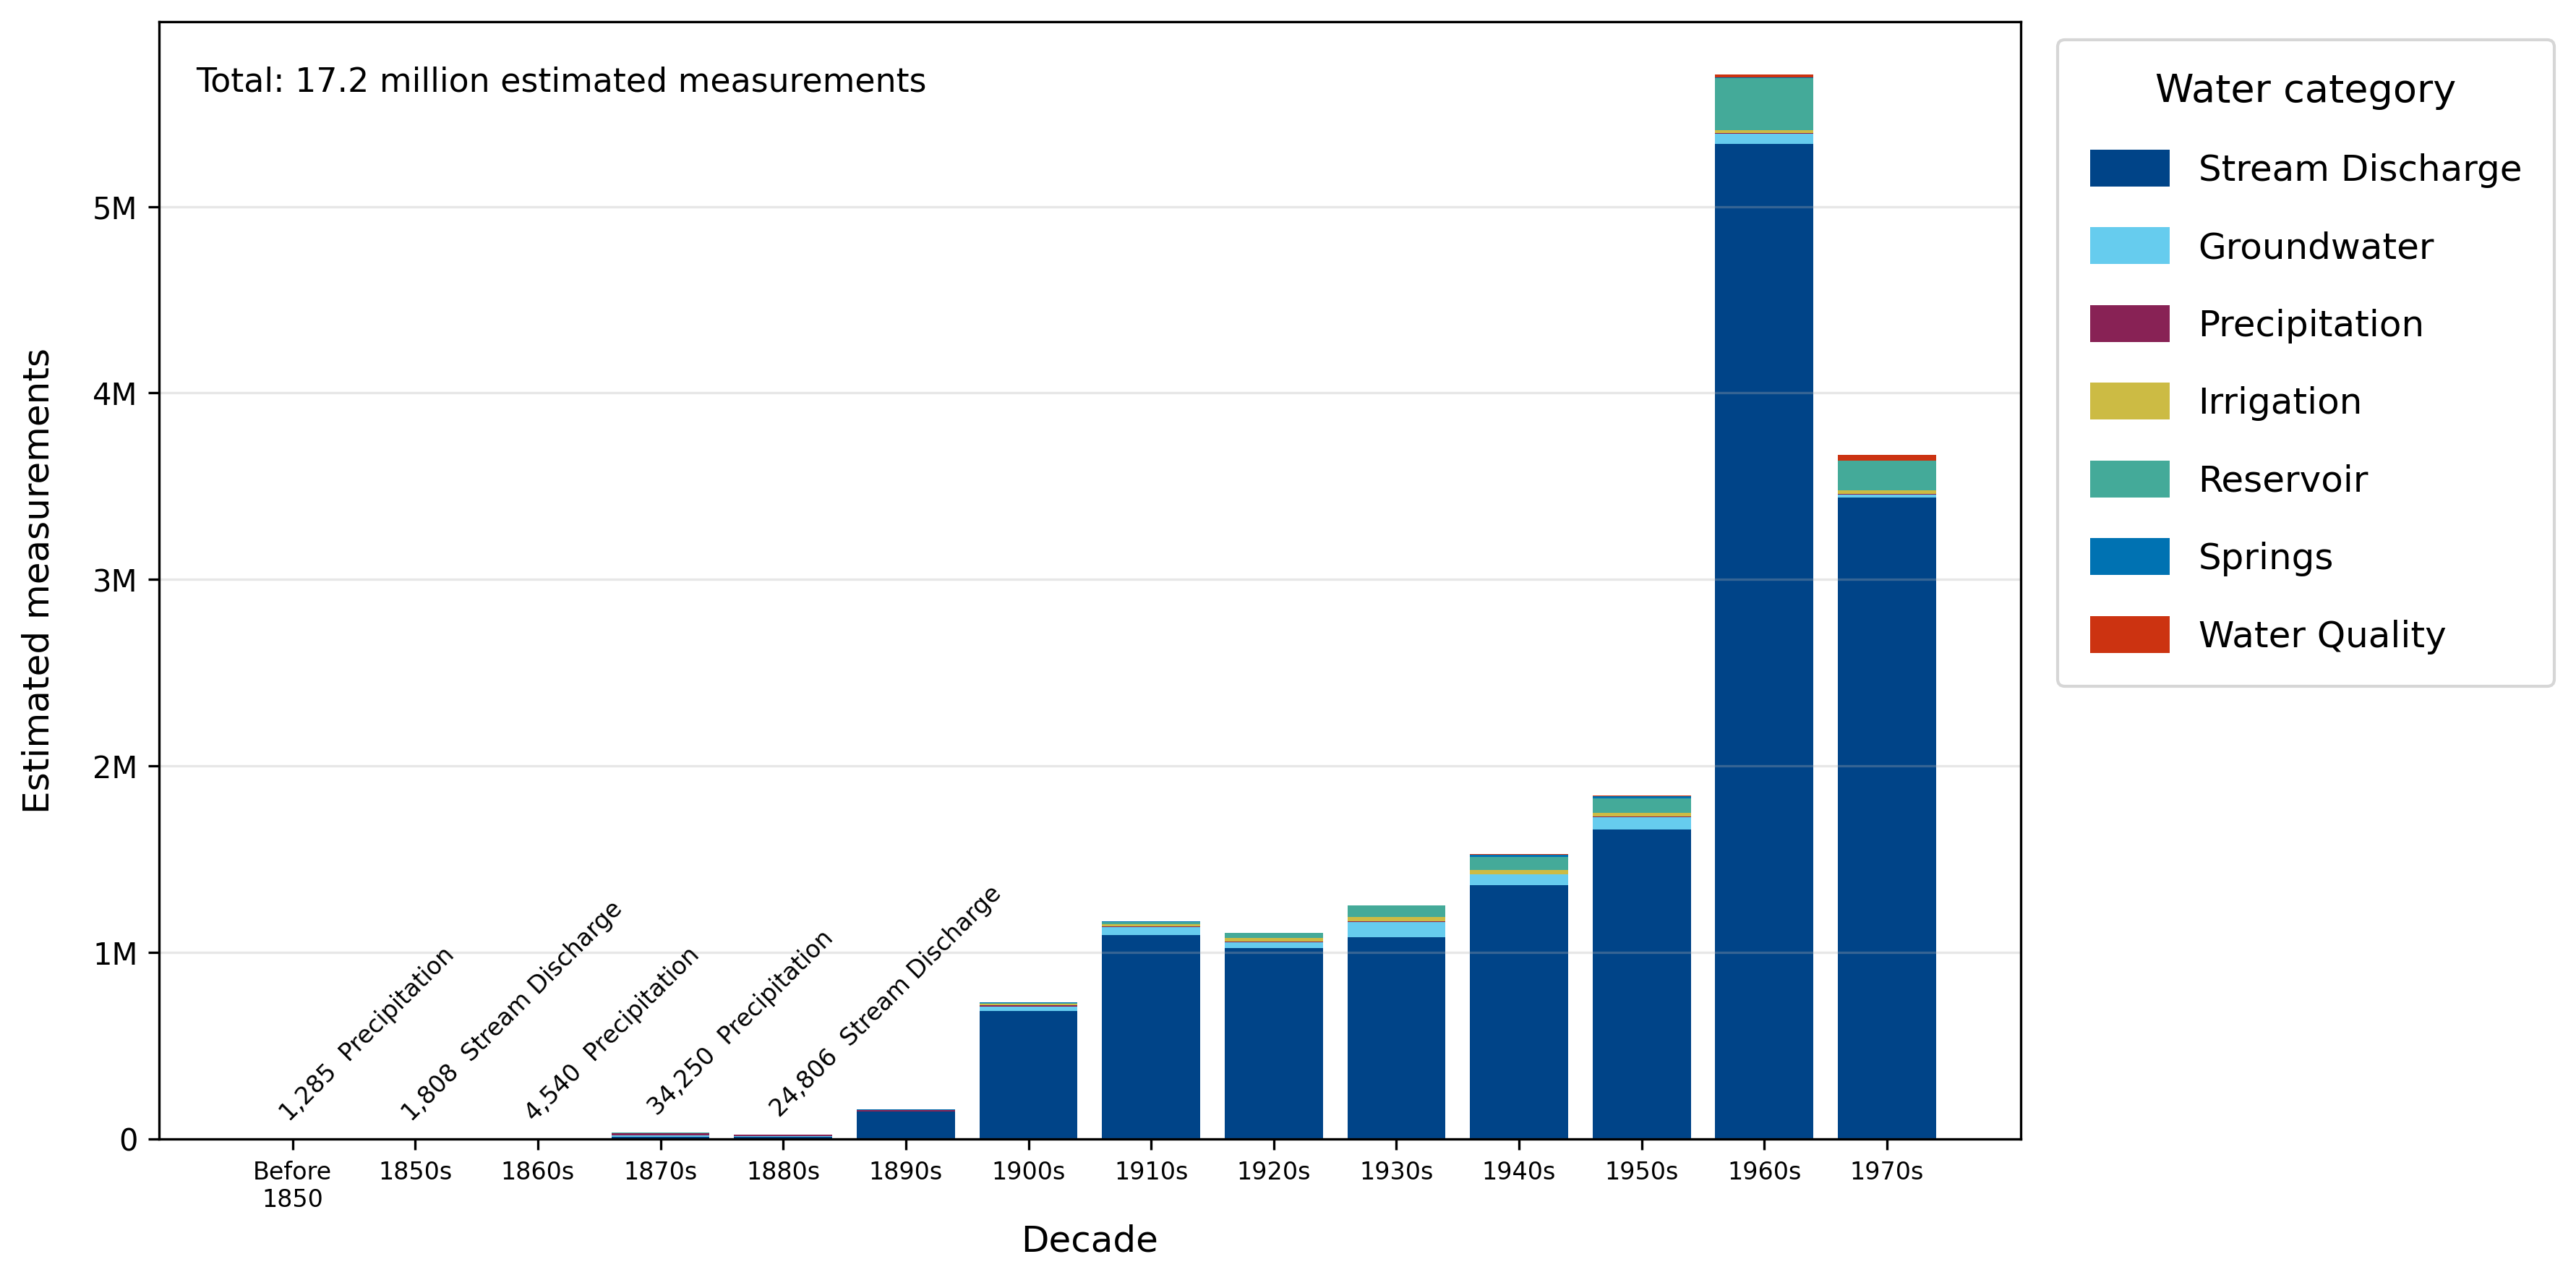 Total: 17.2 million estimated measurements
Water category
Stream Discharge
Groundwater
Precipitation
Irrigation
Reservoir
Springs
Water Quality
Estimated measurements
5M
4M
3M
2M
1M
0
1,285 Precipitation
1,808 Stream Discharge
4,540 Precipitation
34,250 Precipitation
24,806 Stream Discharge
Before
1850
1850s
1860s
1870s
1880s
1890s
1900s
1910s
1920s
1930s
1940s
1950s
1960s
1970s
Decade